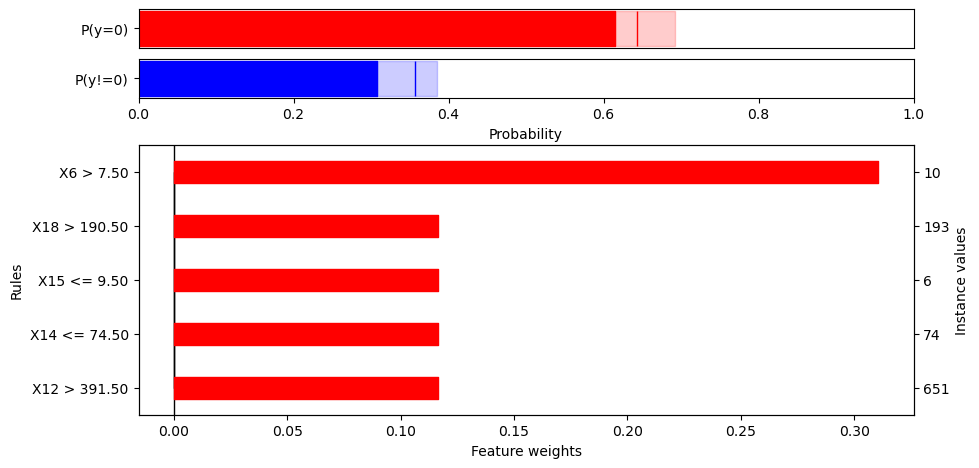 P(y=0)
P(y!=0)
0.0 0.2 0.4 0.6 0.8 1.0
Probability
X6 > 7.50 10
X18 > 190.50 193
X15 <= 9.50 6
X14 <= 74.50 74
X12 > 391.50 651
Rules
Instance values
0.00 0.05 0.10 0.15 0.20 0.25 0.30
Feature weights